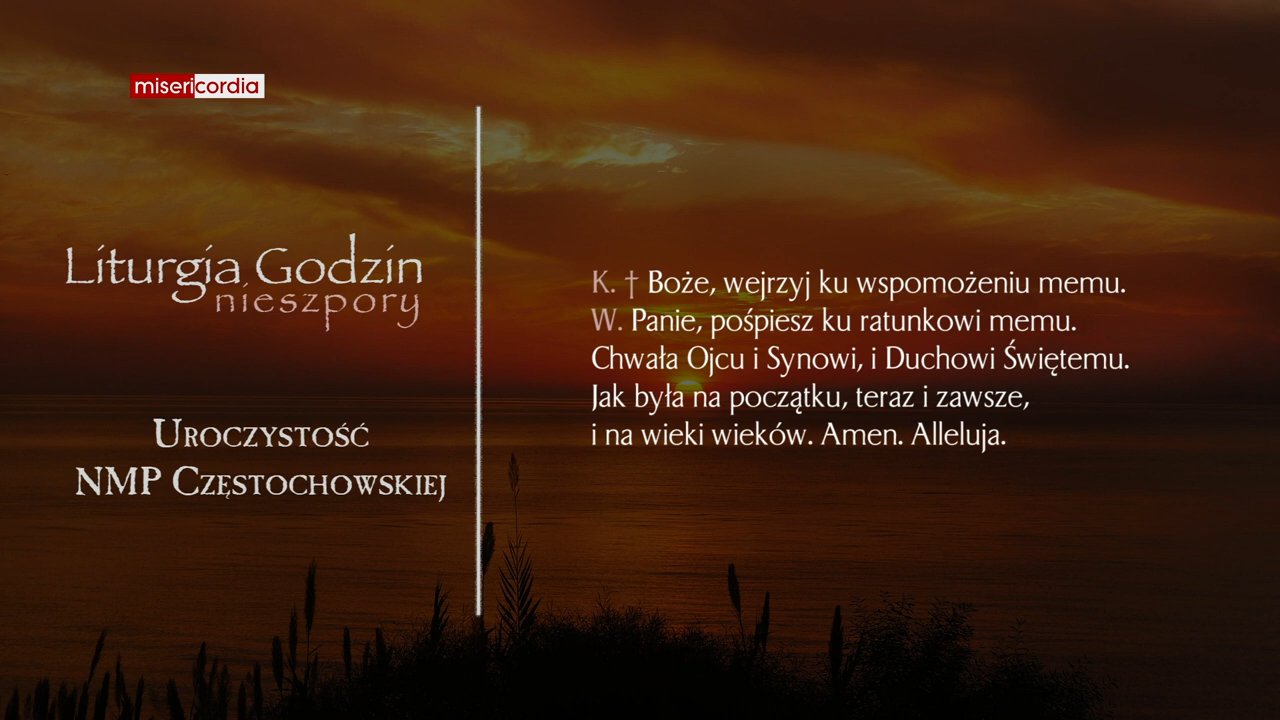 misericordia
Liturgia Godzin
nieszpory
Uroczystość
NMP Częstochowskiej
K. † Boże, wejrzyj ku wspomożeniu memu.
W. Panie, pośpiesz ku ratunkowi memu.
Chwała Ojcu i Synowi, i Duchowi Świętemu.
Jak była na początku, teraz i zawsze,
i na wieki wieków. Amen. Alleluja.